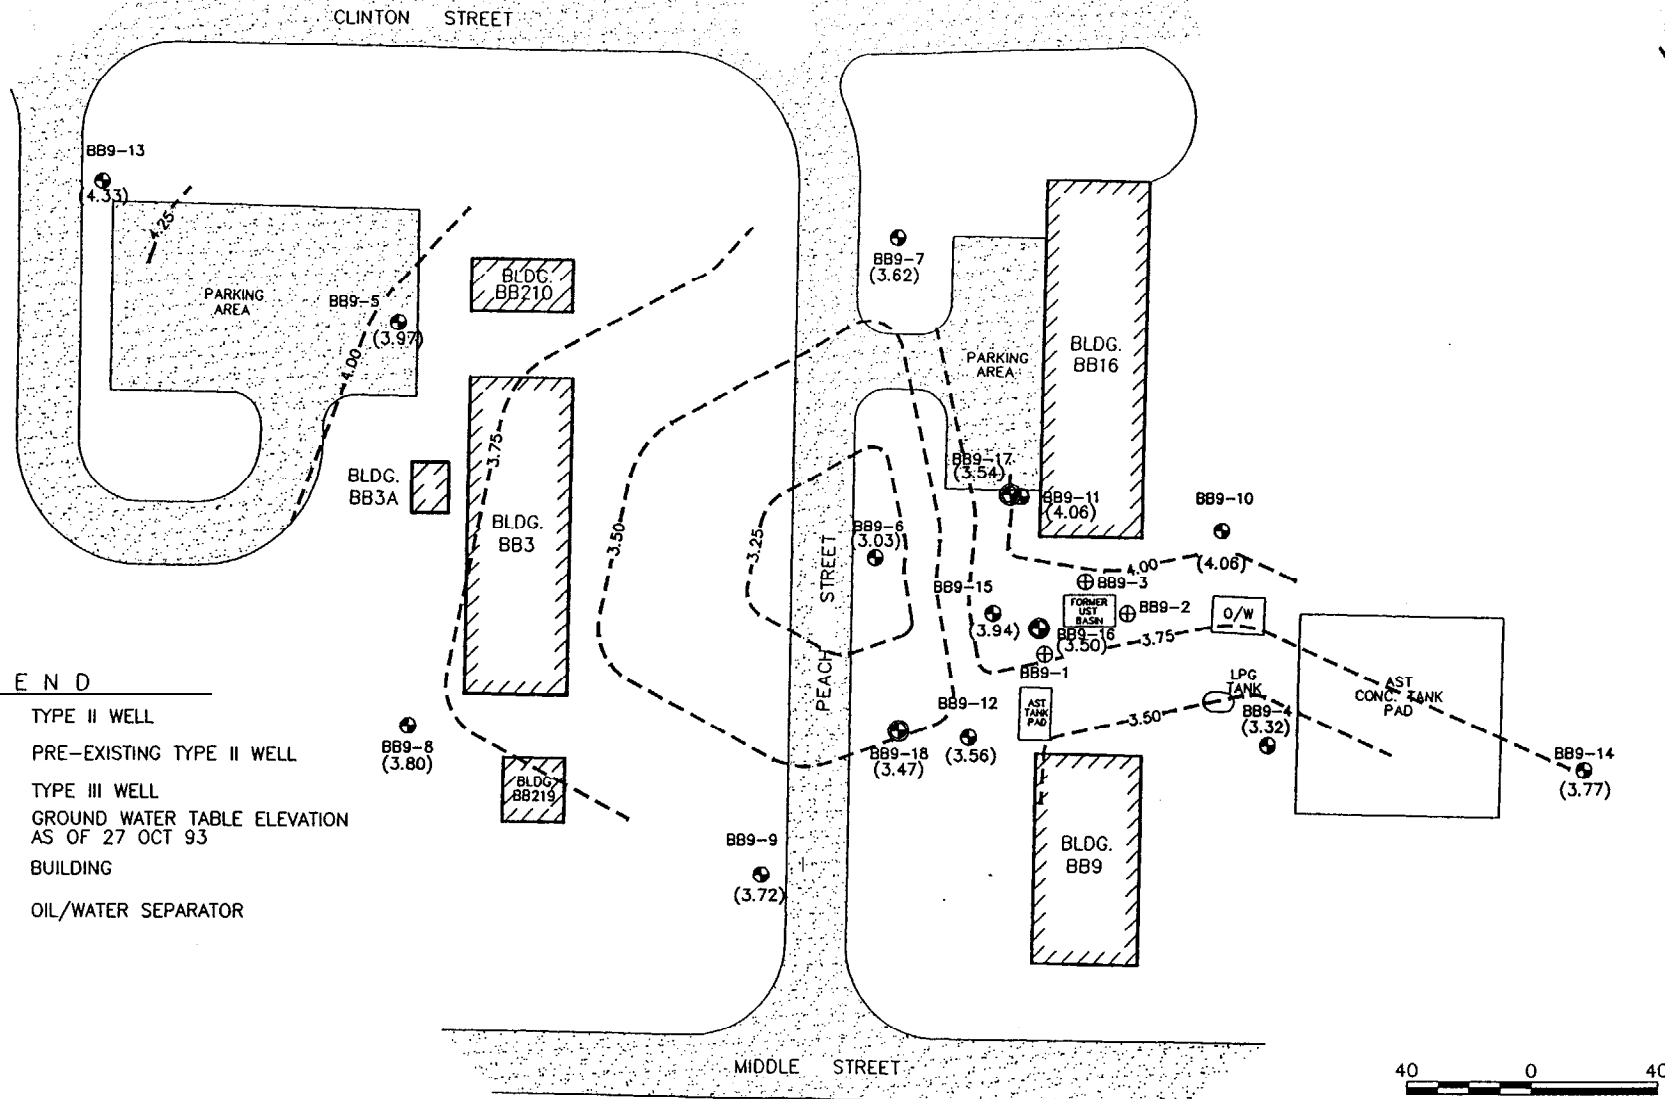 CLINTON STREET
BB9-13
(4.33)
4.25
PARKING
AREA
BB9-5
(3.97)
4.00
BLDG.
BB210
BB9-7
(3.62)
PARKING
AREA
BLDG.
BB16
3.75
BLDG.
BB3A
BLDG.
BB3
3.50
3.25
BB9-6
(3.03)
PEACH STREET
BB9-17
(3.54)
BB9-11
(4.06)
BB9-10
(4.06)
4.00
BB9-3
BB9-15
(3.94)
FORMER
UST
BASIN
BB9-2
O/W
BB9-16
(3.50)
3.75
BB9-1
LPG
TANK
AST
CONC. TANK
PAD
AST
TANK
PAD
BB9-12
(3.56)
3.50
BB9-4
(3.32)
BB9-14
(3.77)
BB9-18
(3.47)
BB9-8
(3.80)
BLDG
BB219
BB9-9
(3.72)
BLDG.
BB9
E N D
TYPE II WELL
PRE-EXISTING TYPE II WELL
TYPE III WELL
GROUND WATER TABLE ELEVATION
AS OF 27 OCT 93
BUILDING
OIL/WATER SEPARATOR
MIDDLE STREET
40 0 40